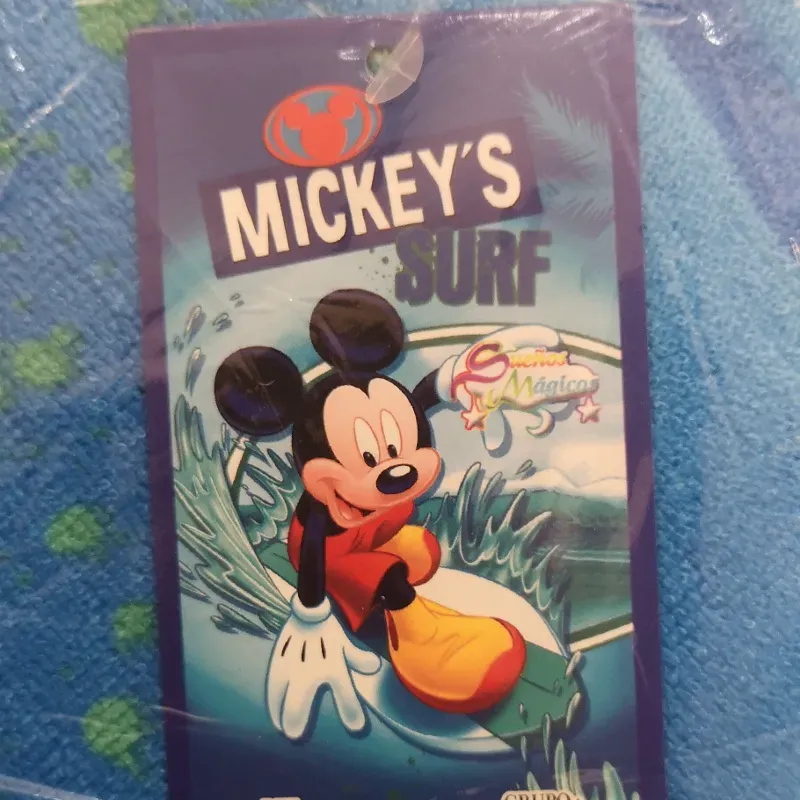 MICKEY'S
SURF
Sueños
y Mágicos
GRUPO